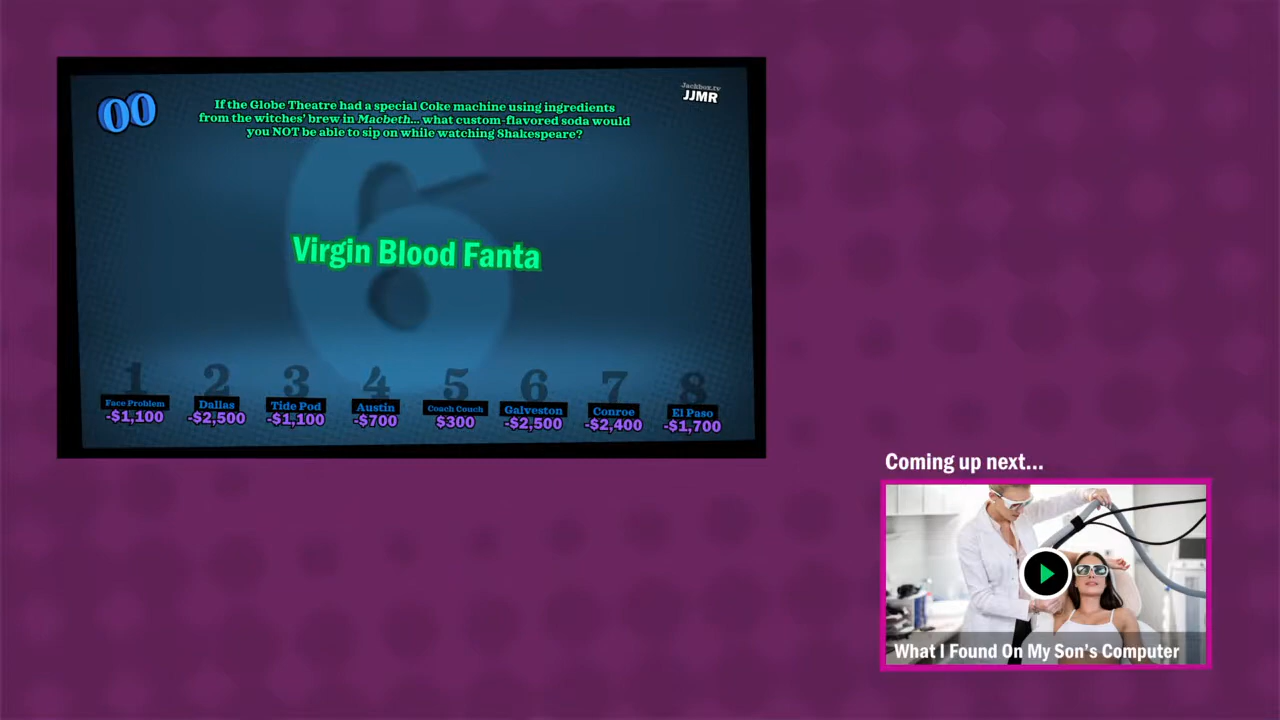 00
If the Globe Theatre had a special Coke machine using ingredients
from the witches' brew in Macbeth... what custom-flavored soda would
you NOT be able to sip on while watching Shakespeare?
Jackbox.tv
JJMR
6
Virgin Blood Fanta
1 2 3 4 5 6 7 8
Face Problem Dallas Tide Pod Austin Coach Couch Galveston Conroe El Paso
-$1,100 -$2,500 -$1,100 -$700 $300 -$2,500 -$2,400 -$1,700
Coming up next...
What I Found On My Son's Computer